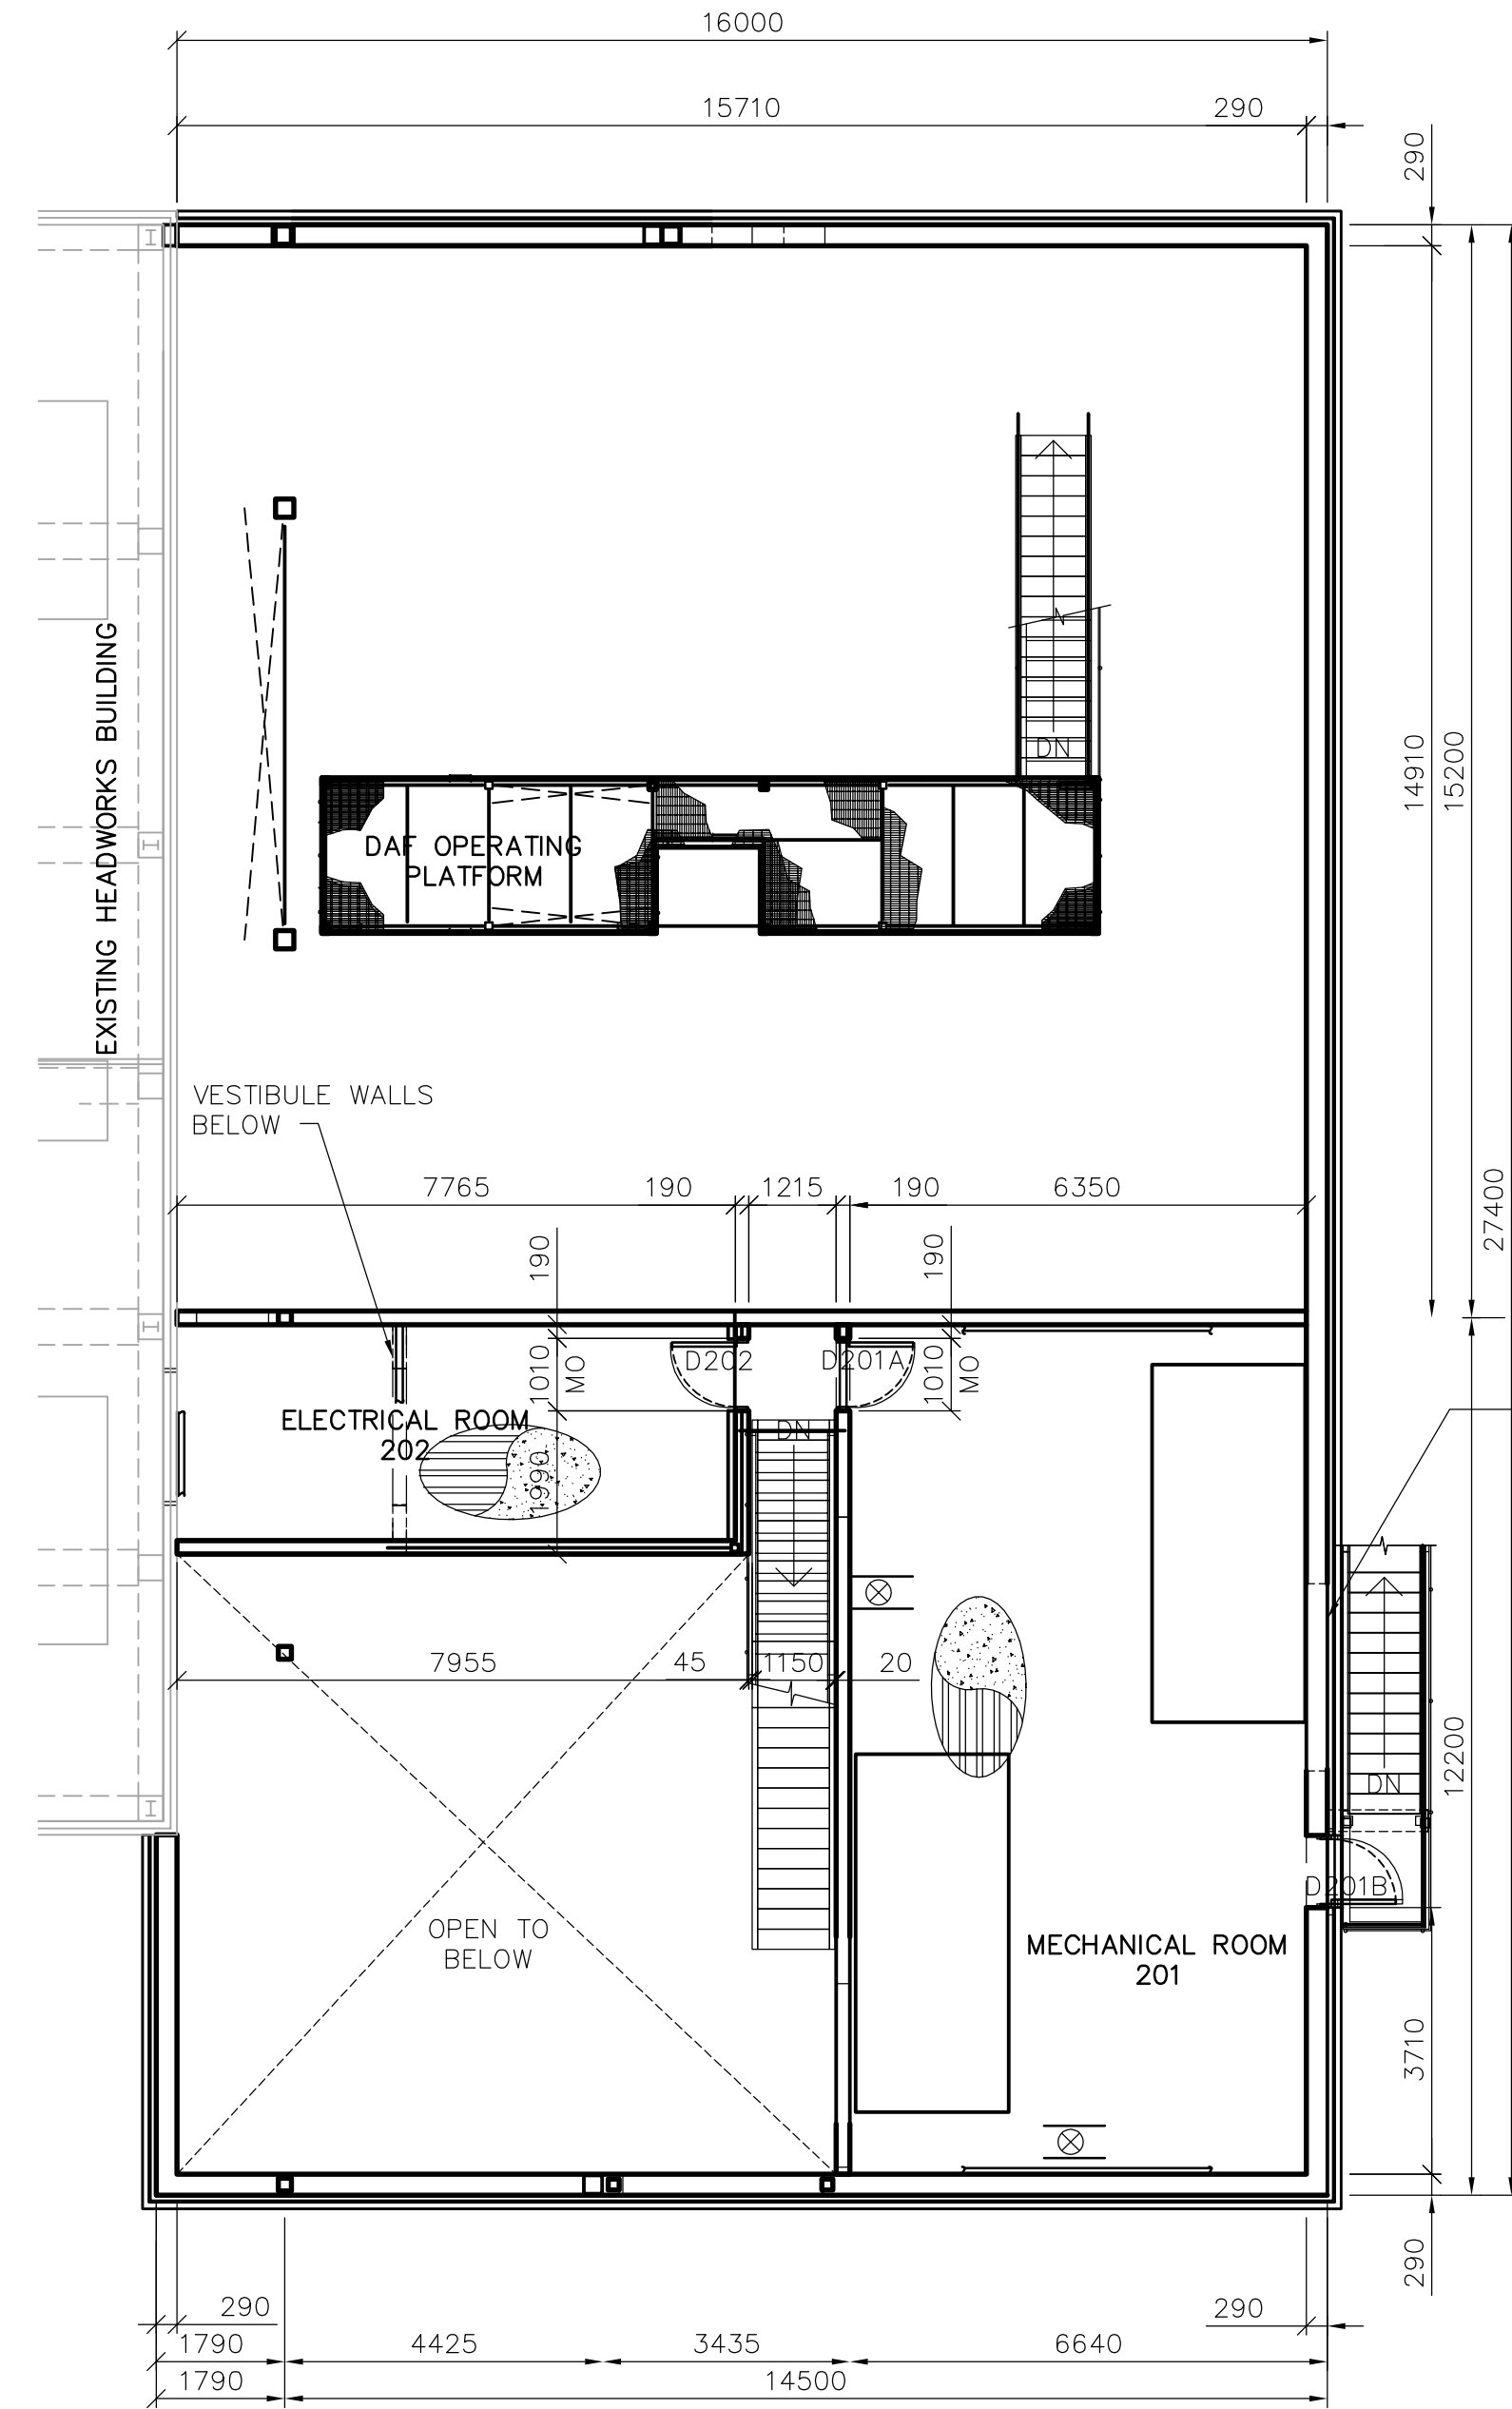 16000
15710
290
290
14910
15200
27400
EXISTING HEADWORKS BUILDING
DN
DAF OPERATING
PLATFORM
VESTIBULE WALLS
BELOW
7765
190
1215
190
6350
190
190
D202
D201A
1010
MO
1010
MO
ELECTRICAL ROOM
202
DN
1990
7955
45
1150
20
12200
DN
D201B
OPEN TO
BELOW
MECHANICAL ROOM
201
3710
290
290
290
1790
4425
3435
6640
1790
14500